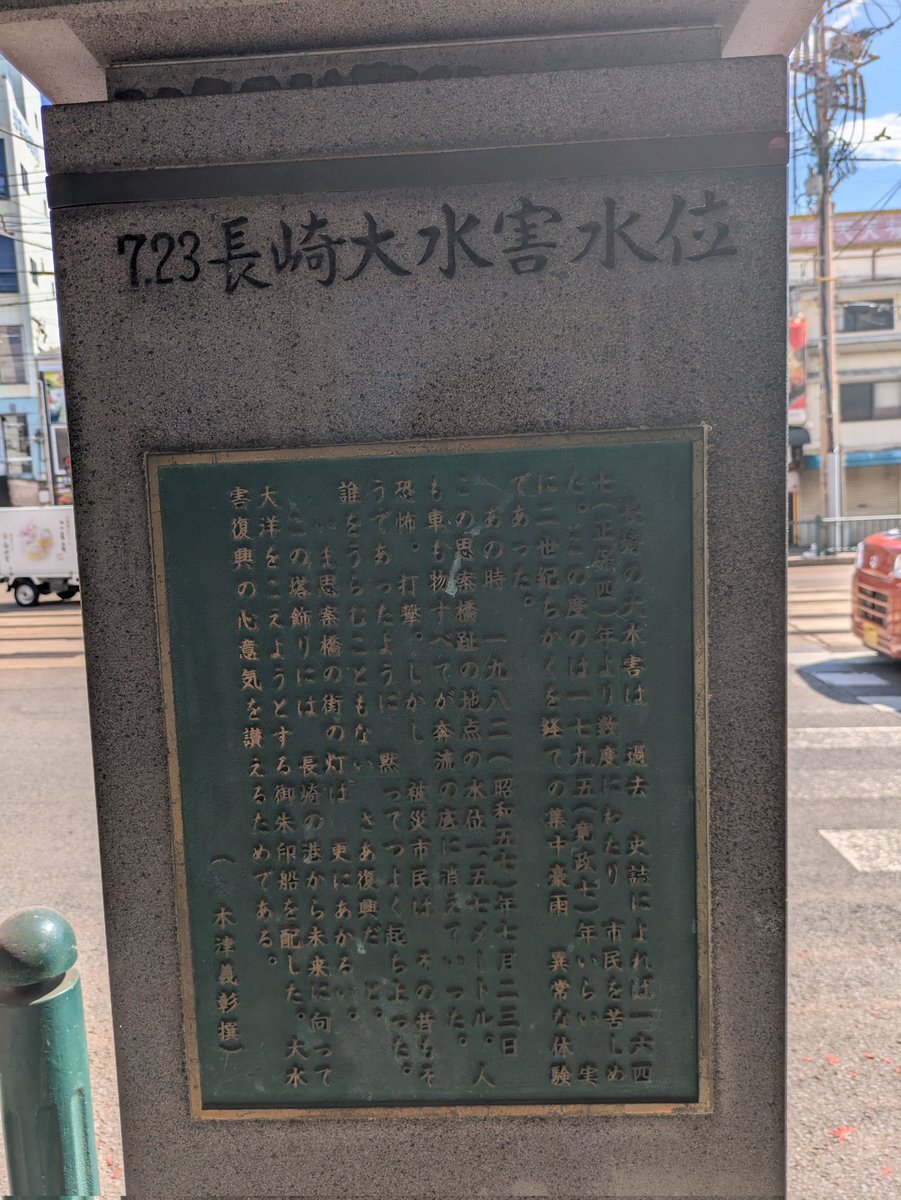 7.23長崎大水害水位
長崎の大水害は 過去 史誌によれば一六四
七(正保四)年より数度にわたり 市民を苦しめ
た。この度のは一七九五(寛政七)年いらい 実
に二世紀ちかくを経ての集中豪雨 異常な体験
であった。
あの時 一九八二(昭和五七)年七月二三日
この思案橋趾の地点の水位一、五七メートル。人
も車も物すべてが奔流の底に消えていった。
恐怖。打撃。しかし 被災市民は その昔もそ
うであったように 黙ってつよく起ち上った。
誰をうらむこともない。さあ復興だ と。
いま思案橋の街の灯は 更にあかるい。
この塔飾りには 長崎の港から未来に向って
大洋をこえようとする御朱印船を配した。大水
害復興の心意気を讃えるためである。
(木津義彰撰)